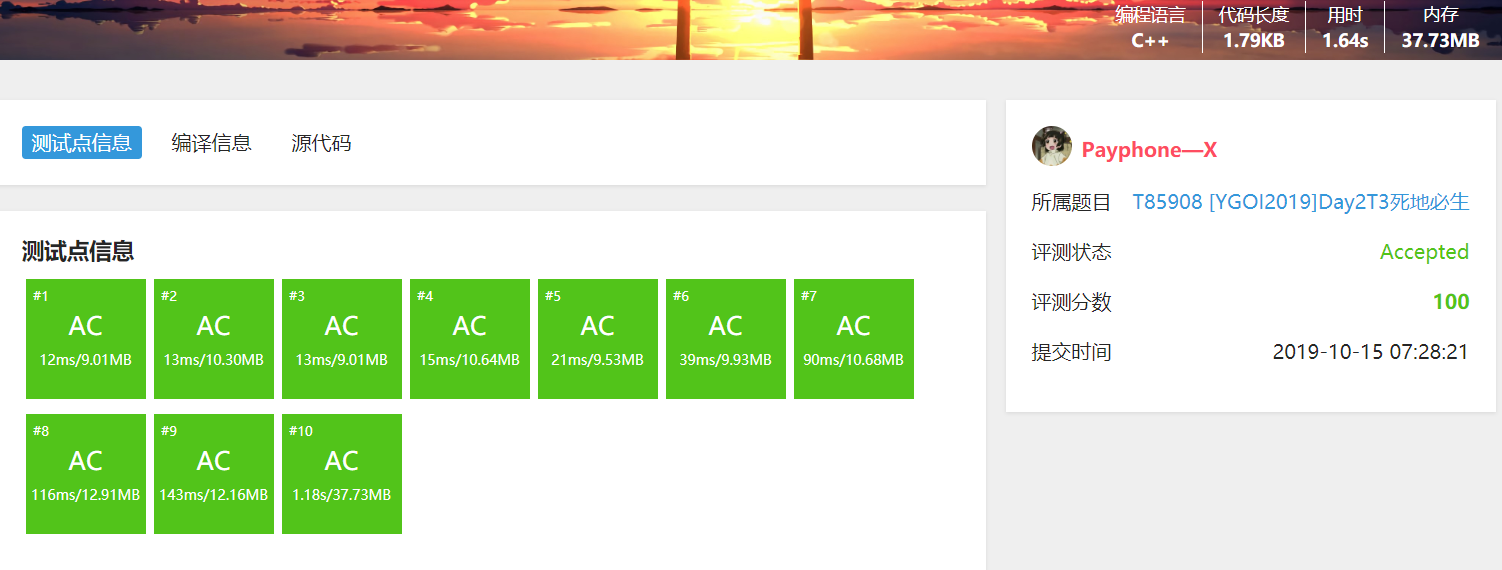 编程语言 代码长度 用时 内存
C++ 1.79KB 1.64s 37.73MB
测试点信息 编译信息 源代码
Payphone—X
所属题目 T85908 [YGOI2019]Day2T3死地必生
评测状态 Accepted
评测分数 100
提交时间 2019-10-15 07:28:21
测试点信息
#1 #2 #3 #4 #5 #6 #7
AC AC AC AC AC AC AC
12ms/9.01MB 13ms/10.30MB 13ms/9.01MB 15ms/10.64MB 21ms/9.53MB 39ms/9.93MB 90ms/10.68MB
#8 #9 #10
AC AC AC
116ms/12.91MB 143ms/12.16MB 1.18s/37.73MB